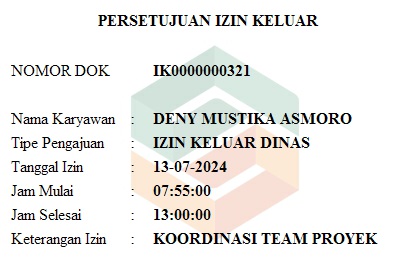 PERSETUJUAN IZIN KELUAR
NOMOR DOK IK0000000321
Nama Karyawan : DENY MUSTIKA ASMORO
Tipe Pengajuan : IZIN KELUAR DINAS
Tanggal Izin : 13-07-2024
Jam Mulai : 07:55:00
Jam Selesai : 13:00:00
Keterangan Izin : KOORDINASI TEAM PROYEK